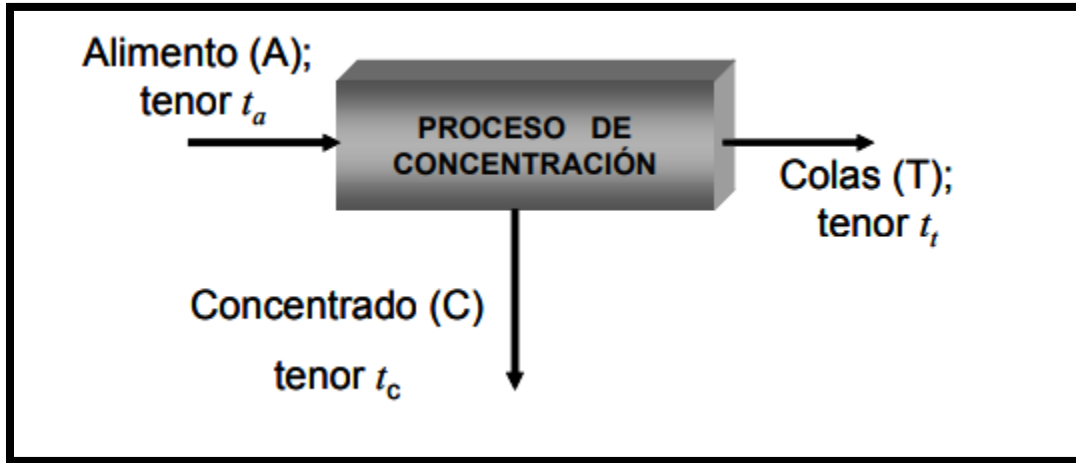 Alimento (A);
tenor t_a
PROCESO DE
CONCENTRACIÓN
Colas (T);
tenor t_t
Concentrado (C)
tenor t_c